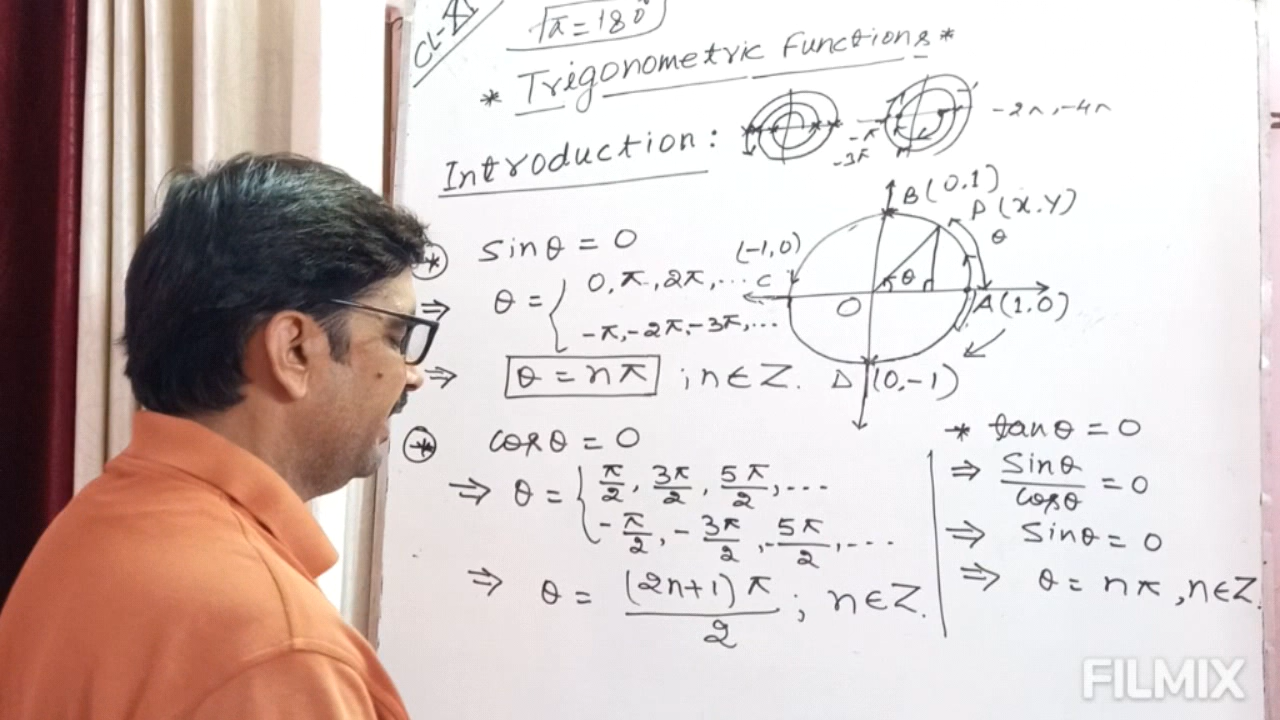 CL-XI
π = 180°
* Trigonometric Functions *
Introduction:
-π
-3π
-2π, -4π
B(0,1)
P(x,y)
θ
(-1,0)
C
θ
O
A(1,0)
D (0,-1)
* sinθ = 0
⇒ θ = { 0, π, 2π, ...
-π, -2π, -3π, ...
⇒ θ = nπ ; n∈Z.
* cosθ = 0
⇒ θ = { π/2, 3π/2, 5π/2, ...
-π/2, -3π/2, -5π/2, ...
⇒ θ = (2n+1)π/2 ; n∈Z.
* tanθ = 0
⇒ sinθ/cosθ = 0
⇒ sinθ = 0
⇒ θ = nπ, n∈Z.
FILMIX